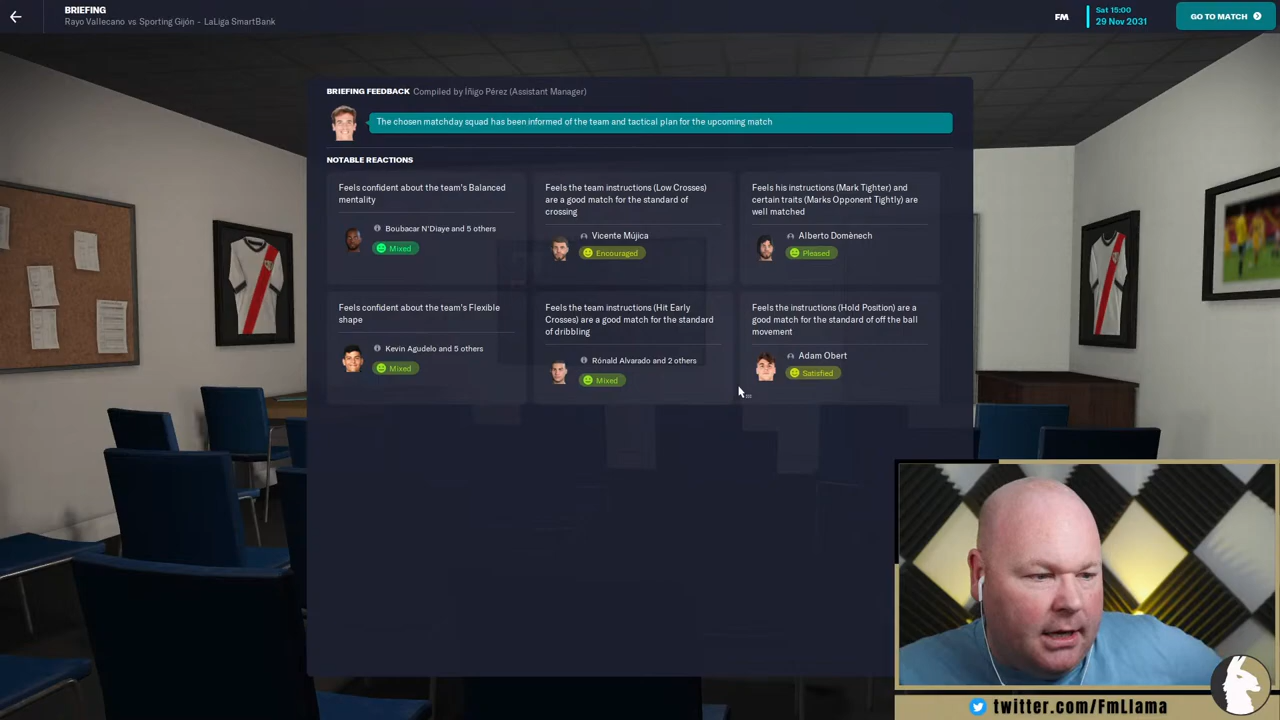 BRIEFING
Rayo Vallecano vs Sporting Gijón - LaLiga SmartBank
FM
Sat 15:00
29 Nov 2031
GO TO MATCH
BRIEFING FEEDBACK Compiled by Iñigo Pérez (Assistant Manager)
The chosen matchday squad has been informed of the team and tactical plan for the upcoming match
NOTABLE REACTIONS
Feels confident about the team's Balanced
mentality
Boubacar N'Diaye and 5 others
Mixed
Feels the team instructions (Low Crosses)
are a good match for the standard of
crossing
Vicente Mújica
Encouraged
Feels his instructions (Mark Tighter) and
certain traits (Marks Opponent Tightly) are
well matched
Alberto Domènech
Pleased
Feels confident about the team's Flexible
shape
Kevin Agudelo and 5 others
Mixed
Feels the team instructions (Hit Early
Crosses) are a good match for the standard
of dribbling
Rónald Alvarado and 2 others
Mixed
Feels the instructions (Hold Position) are a
good match for the standard of off the ball
movement
Adam Obert
Satisfied
twitter.com/FmLlama